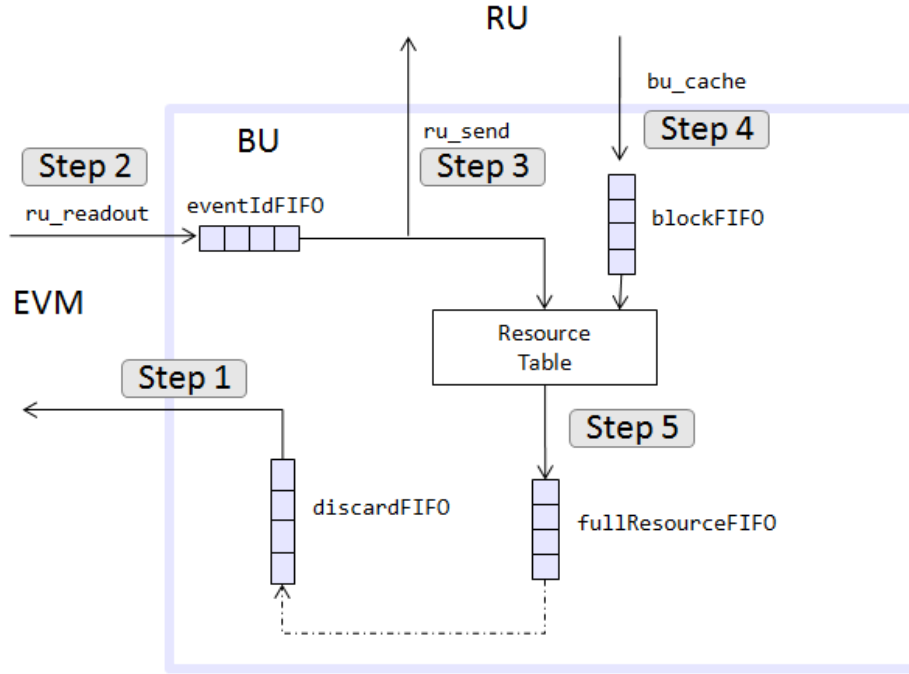 RU
bu_cache
Step 4
BU
ru_send
Step 3
Step 2
ru_readout
eventIdFIFO
blockFIFO
EVM
Resource
Table
Step 1
Step 5
discardFIFO
fullResourceFIFO